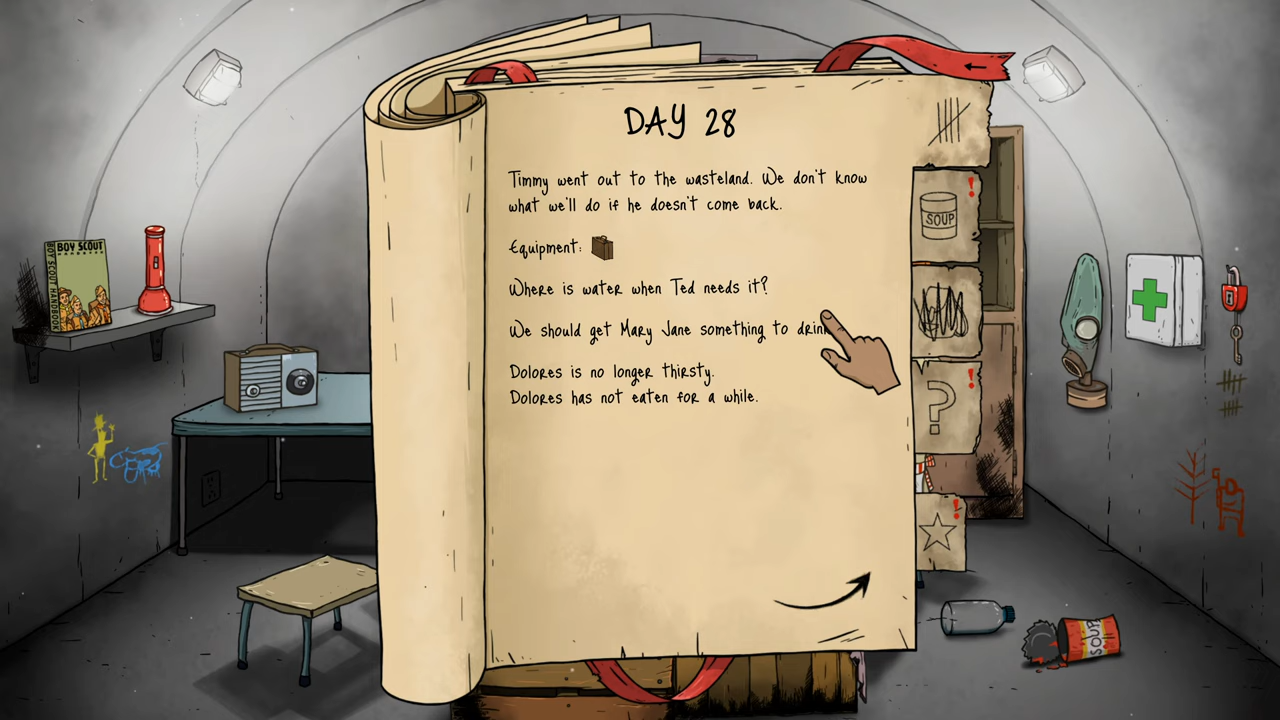 DAY 28
Timmy went out to the wasteland. We don't know
what we'll do if he doesn't come back.
Equipment:
Where is water when Ted needs it?
We should get Mary Jane something to drin
Dolores is no longer thirsty.
Dolores has not eaten for a while.
SOUP
!
?
!
!
BOY SCOUT
HANDBOOK
BOY SCOUT HANDBOOK
SOUP